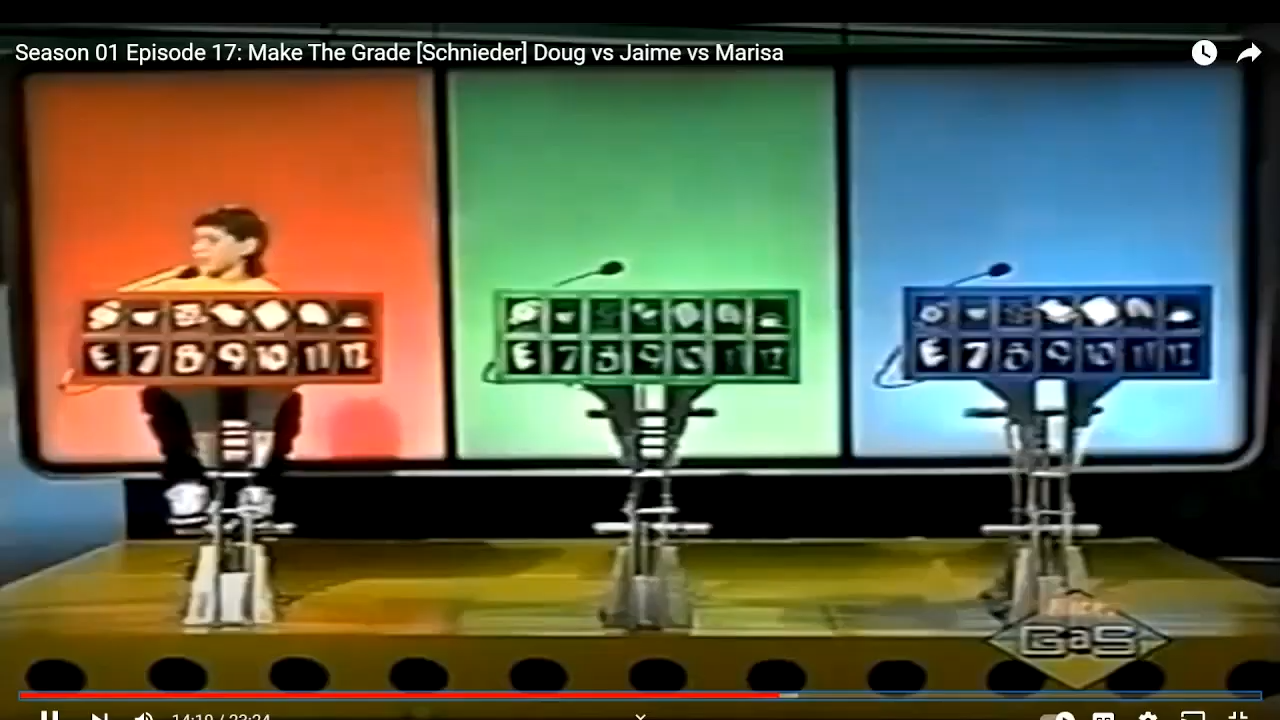 Season 01 Episode 17: Make The Grade [Schnieder] Doug vs Jaime vs Marisa
E 7 8 9 10 11 12
E 7 8 9 10 11 12
E 7 8 9 10 11 12
GaS
14:19 / 23:24